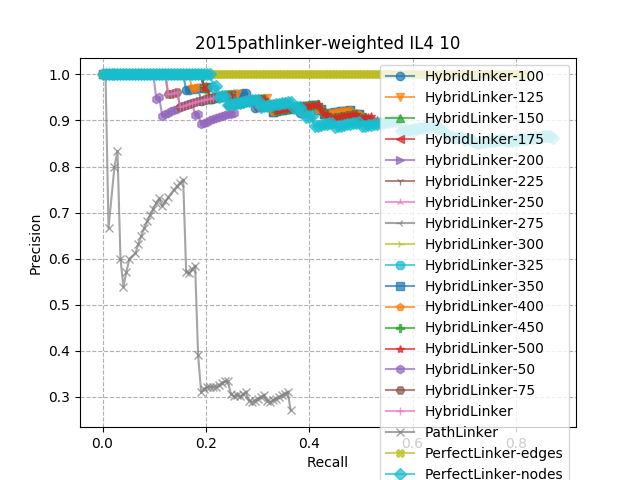 2015pathlinker-weighted IL4 10
Precision
1.0
0.9
0.8
0.7
0.6
0.5
0.4
0.3
0.0
0.2
0.4
0.6
0.8
Recall
HybridLinker-100
HybridLinker-125
HybridLinker-150
HybridLinker-175
HybridLinker-200
HybridLinker-225
HybridLinker-250
HybridLinker-275
HybridLinker-300
HybridLinker-325
HybridLinker-350
HybridLinker-400
HybridLinker-450
HybridLinker-500
HybridLinker-50
HybridLinker-75
HybridLinker
PathLinker
PerfectLinker-edges
PerfectLinker-nodes